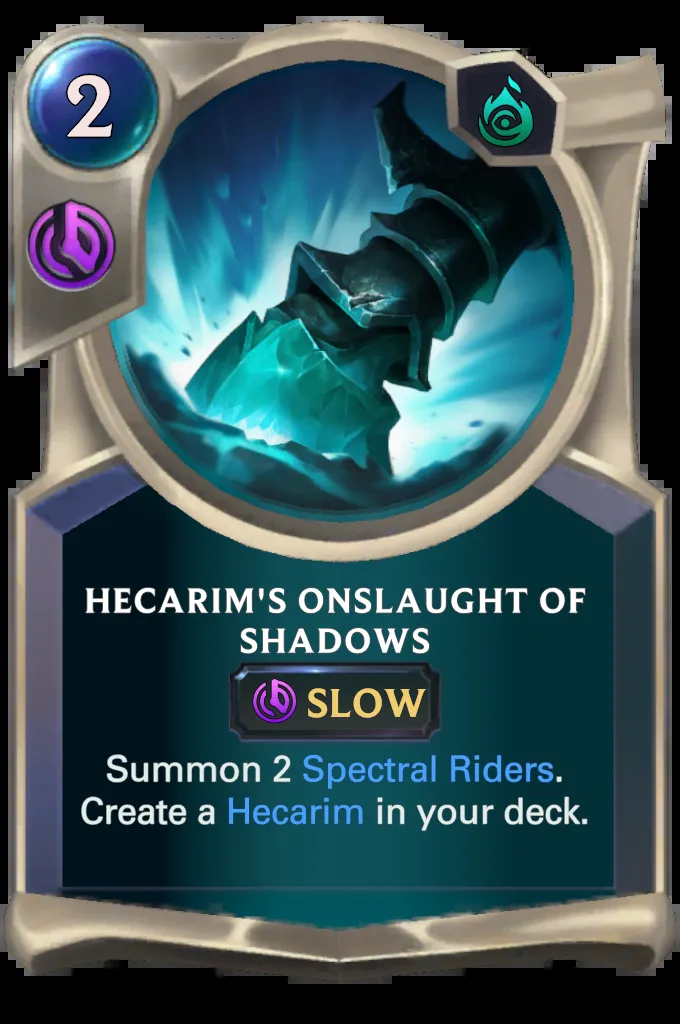 2
HECARIM'S ONSLAUGHT OF
SHADOWS
SLOW
Summon 2 Spectral Riders.
Create a Hecarim in your deck.